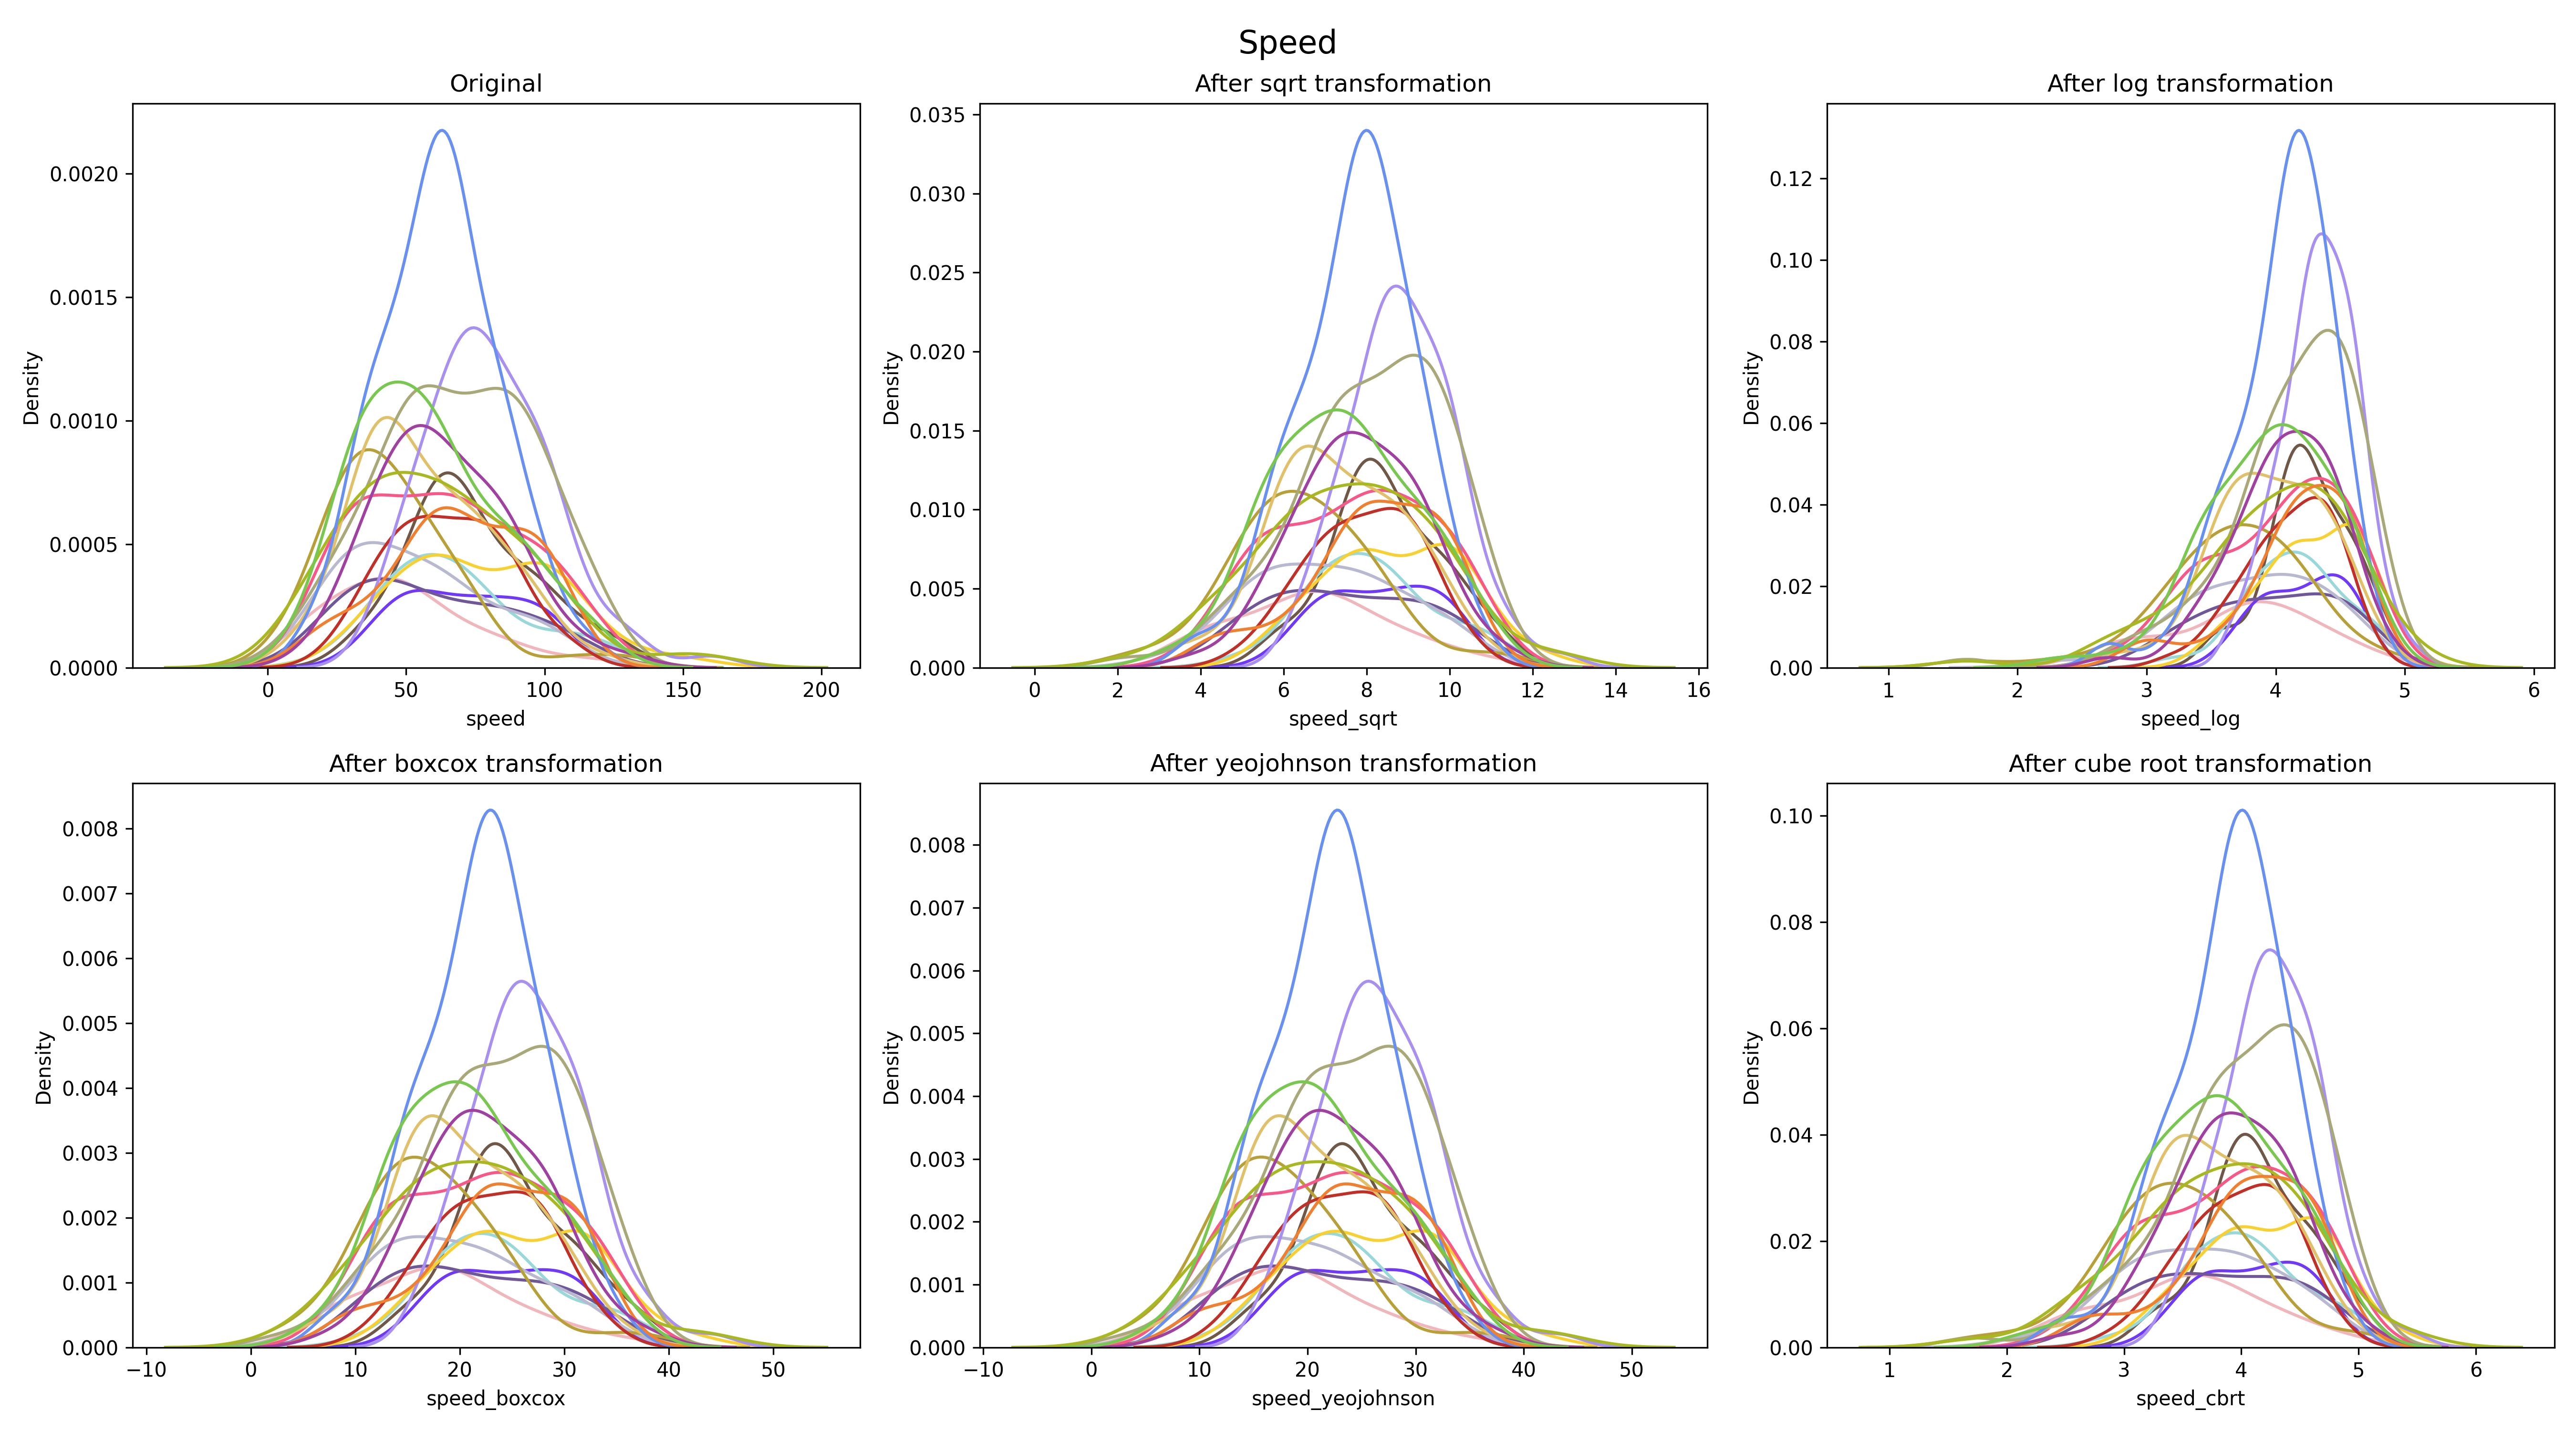 Speed
Original
After sqrt transformation
After log transformation
Density
0.0020
0.0015
0.0010
0.0005
0.0000
0 50 100 150 200
speed
Density
0.035
0.030
0.025
0.020
0.015
0.010
0.005
0.000
0 2 4 6 8 10 12 14 16
speed_sqrt
Density
0.12
0.10
0.08
0.06
0.04
0.02
0.00
1 2 3 4 5 6
speed_log
After boxcox transformation
After yeojohnson transformation
After cube root transformation
Density
0.008
0.007
0.006
0.005
0.004
0.003
0.002
0.001
0.000
−10 0 10 20 30 40 50
speed_boxcox
Density
0.008
0.007
0.006
0.005
0.004
0.003
0.002
0.001
0.000
−10 0 10 20 30 40 50
speed_yeojohnson
Density
0.10
0.08
0.06
0.04
0.02
0.00
1 2 3 4 5 6
speed_cbrt